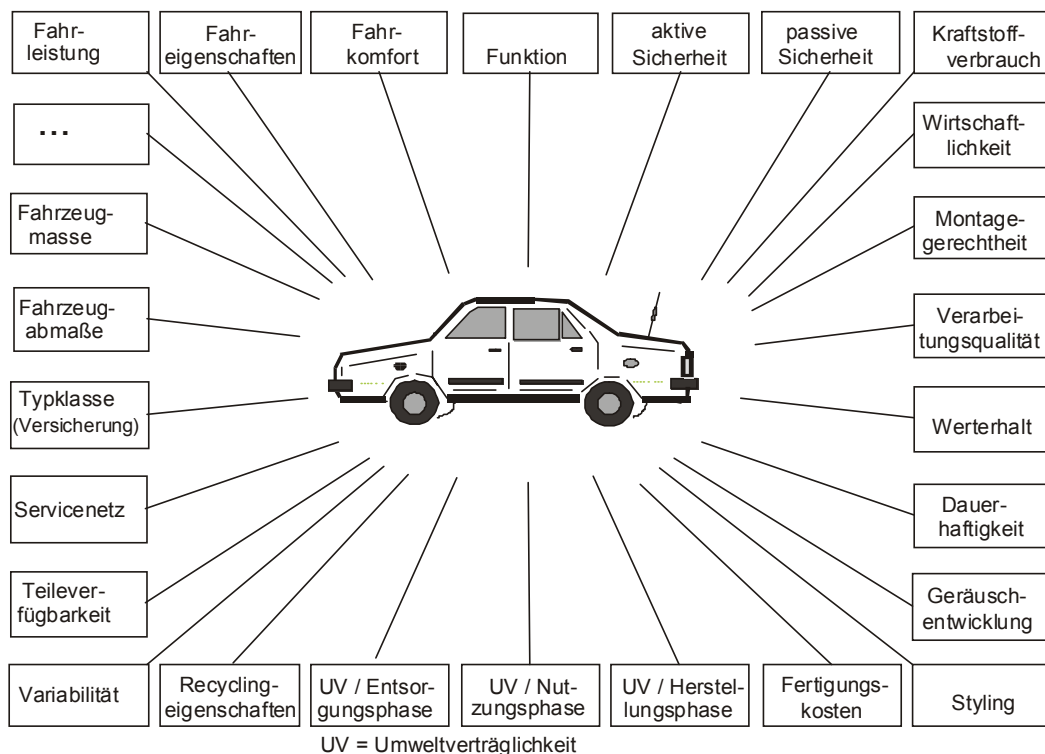 Fahr-
leistung
Fahr-
eigenschaften
Fahr-
komfort
Funktion
aktive
Sicherheit
passive
Sicherheit
Kraftstoff-
verbrauch
...
Wirtschaft-
lichkeit
Fahrzeug-
masse
Montage-
gerechtheit
Fahrzeug-
abmaße
Verarbei-
tungsqualität
Typklasse
(Versicherung)
Werterhalt
Servicenetz
Dauer-
haftigkeit
Teilever-
fügbarkeit
Geräusch-
entwicklung
Variabilität
Recycling-
eigenschaften
UV / Entsor-
gungsphase
UV / Nut-
zungsphase
UV / Herstel-
lungsphase
Fertigungs-
kosten
Styling
UV = Umweltverträglichkeit